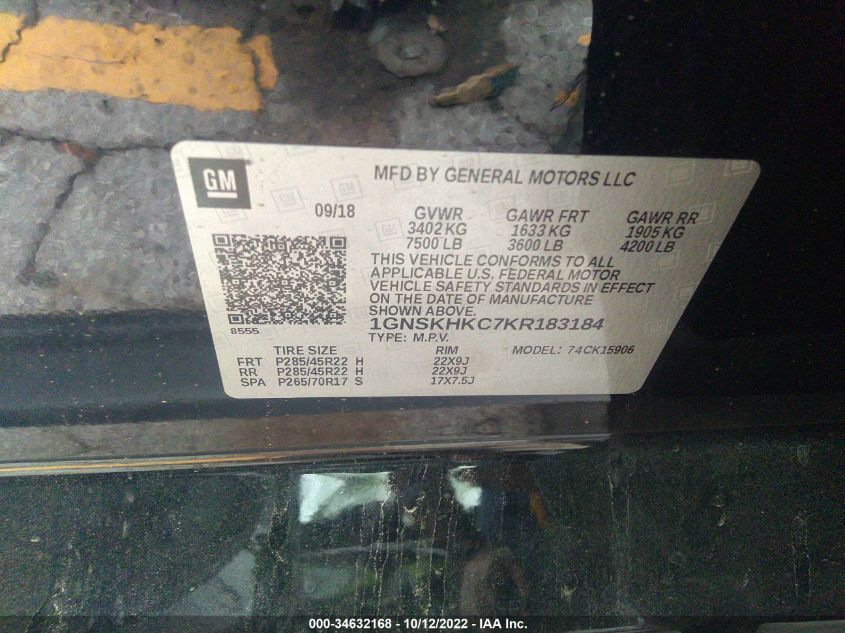 GM
MFD BY GENERAL MOTORS LLC
09/18
GVWR GAWR FRT GAWR RR
3402 KG 1633 KG 1905 KG
7500 LB 3600 LB 4200 LB
THIS VEHICLE CONFORMS TO ALL
APPLICABLE U.S. FEDERAL MOTOR
VEHICLE SAFETY STANDARDS IN EFFECT
ON THE DATE OF MANUFACTURE
SHOWN ABOVE.
8555
1GNSKHKC7KR183184
TYPE: M.P.V. MODEL: 74CK15906
TIRE SIZE RIM
FRT P285/45R22 H 22X9J
RR P285/45R22 H 22X9J
SPA P265/70R17 S 17X7.5J
000-34632168 - 10/12/2022 - IAA Inc.